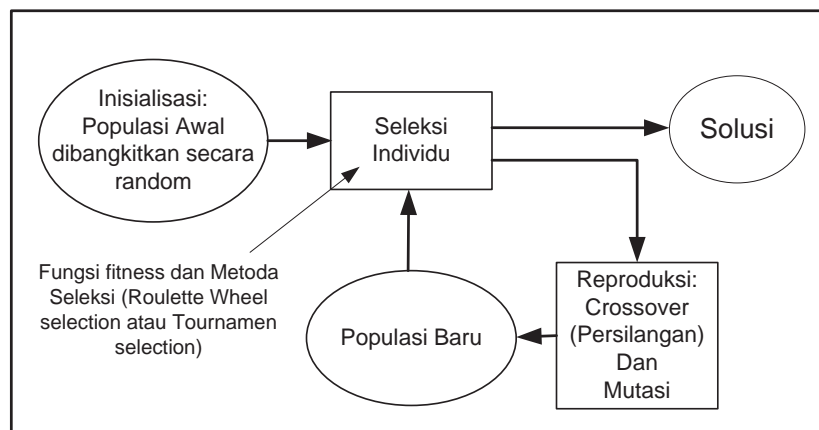 Inisialisasi:
Populasi Awal
dibangkitkan secara
random
Seleksi
Individu
Solusi
Fungsi fitness dan Metoda
Seleksi (Roulette Wheel
selection atau Tournamen
selection)
Populasi Baru
Reproduksi:
Crossover
(Persilangan)
Dan
Mutasi